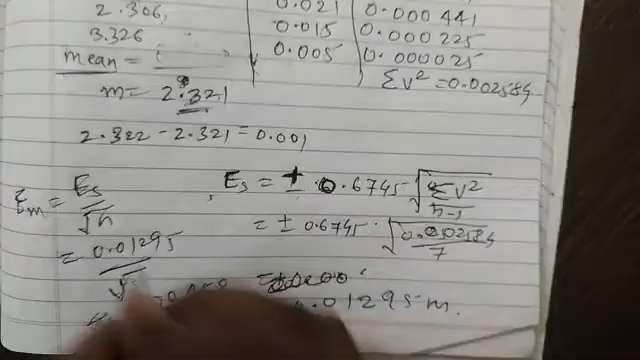 2.306, 0.021 0.000441
3.326 0.015 0.000225
mean = 0.005 0.000025
m = 2.321 Σv² = 0.002584
2.322 - 2.321 = 0.001
Em = Es/√n Es = ± 0.6745 √Σv²/n-1
= 0.01295/√ = ± 0.6745 √0.002584/7
0.01295 m.